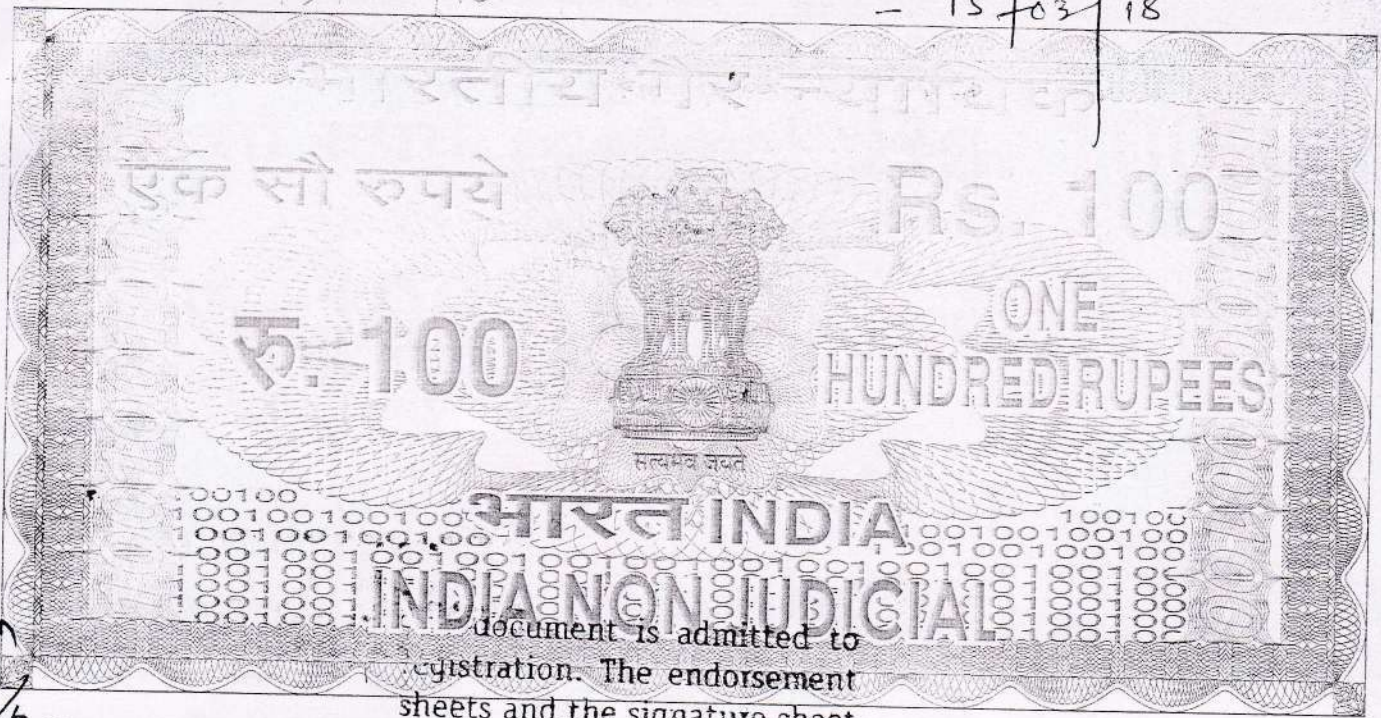 - 15/03/18
भारतीय गैर न्यायिक
एक सौ रुपये
Rs. 100
रु. 100
ONE
HUNDRED RUPEES
सत्यमेव जयते
भारत INDIA
INDIA NON JUDICIAL
document is admitted to
registration. The endorsement
sheets and the signature sheet